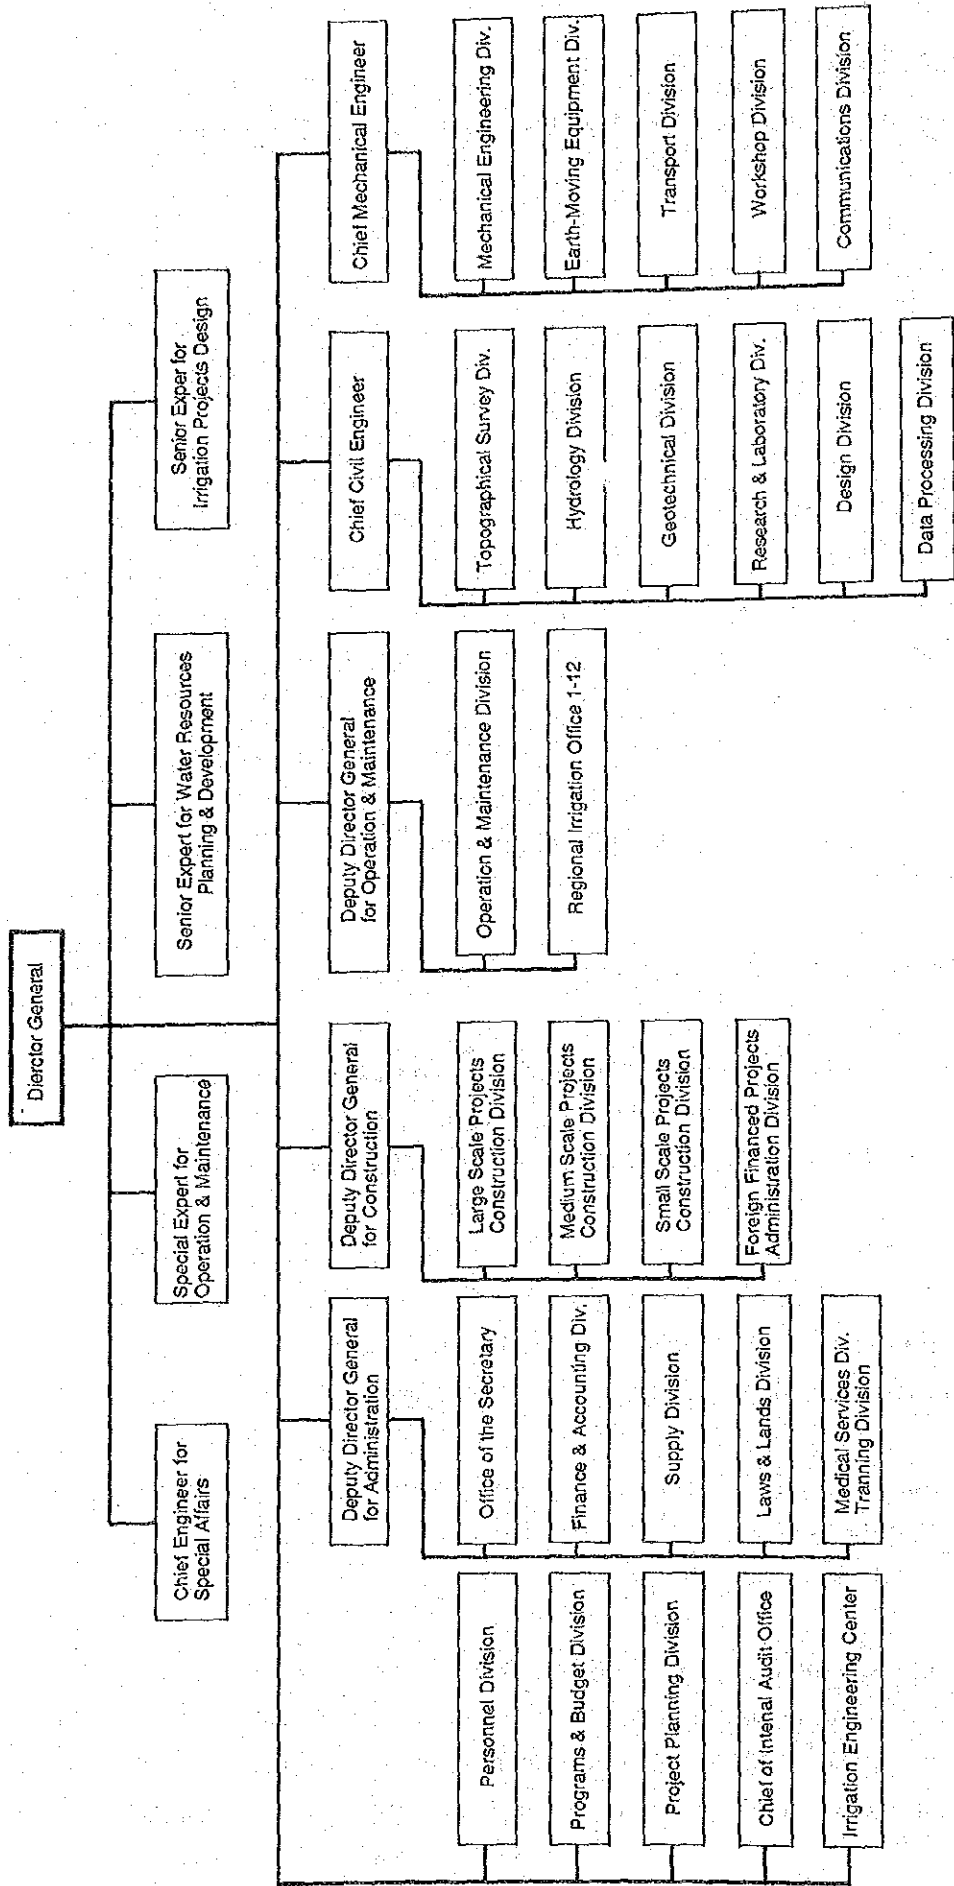 Dierctor General
Chief Engineer for
Special Affairs
Special Expert for
Operation & Maintenance
Senior Expert for Water Resources
Planning & Development
Senior Exper for
Irrigation Projects Design
Deputy Director General
for Administration
Deputy Director General
for Construction
Deputy Director General
for Operation & Maintenance
Chief Civil Engineer
Chief Mechanical Engineer
Personnel Division
Programs & Budget Division
Project Planning Division
Chief of Intenal Audit Office
Irrigation Engineering Center
Office of the Secretary
Finance & Accounting Div.
Supply Division
Laws & Lands Division
Medical Services Div.
Tranning Division
Large Scale Projects
Construction Division
Medium Scale Projects
Construction Division
Small Scale Projects
Construction Division
Foreign Financed Projects
Administration Division
Operation & Maintenance Division
Regional Irrigation Office 1-12
Topographical Survey Div.
Hydrology Division
Geotechnical Division
Research & Laboratory Div.
Design Division
Data Processing Division
Mechanical Engineering Div.
Earth-Moving Equipment Div.
Transport Division
Workshop Division
Communications Division